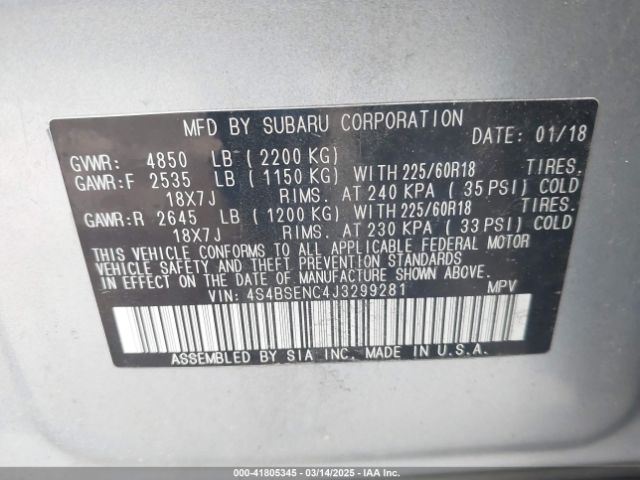 MFD BY SUBARU CORPORATION DATE: 01/18
GVWR: 4850 LB (2200 KG)
GAWR:F 2535 LB (1150 KG) WITH 225/60R18 TIRES.
18X7J RIMS. AT 240 KPA (35 PSI) COLD
GAWR:R 2645 LB (1200 KG) WITH 225/60R18 TIRES.
18X7J RIMS. AT 230 KPA (33 PSI) COLD
THIS VEHICLE CONFORMS TO ALL APPLICABLE FEDERAL MOTOR
VEHICLE SAFETY AND THEFT PREVENTION STANDARDS
IN EFFECT ON THE DATE OF MANUFACTURE SHOWN ABOVE.
VIN: 4S4BSENC4J3299281 MPV
ASSEMBLED BY SIA INC. MADE IN U.S.A.
000-41805345 - 03/14/2025 - IAAI.COM